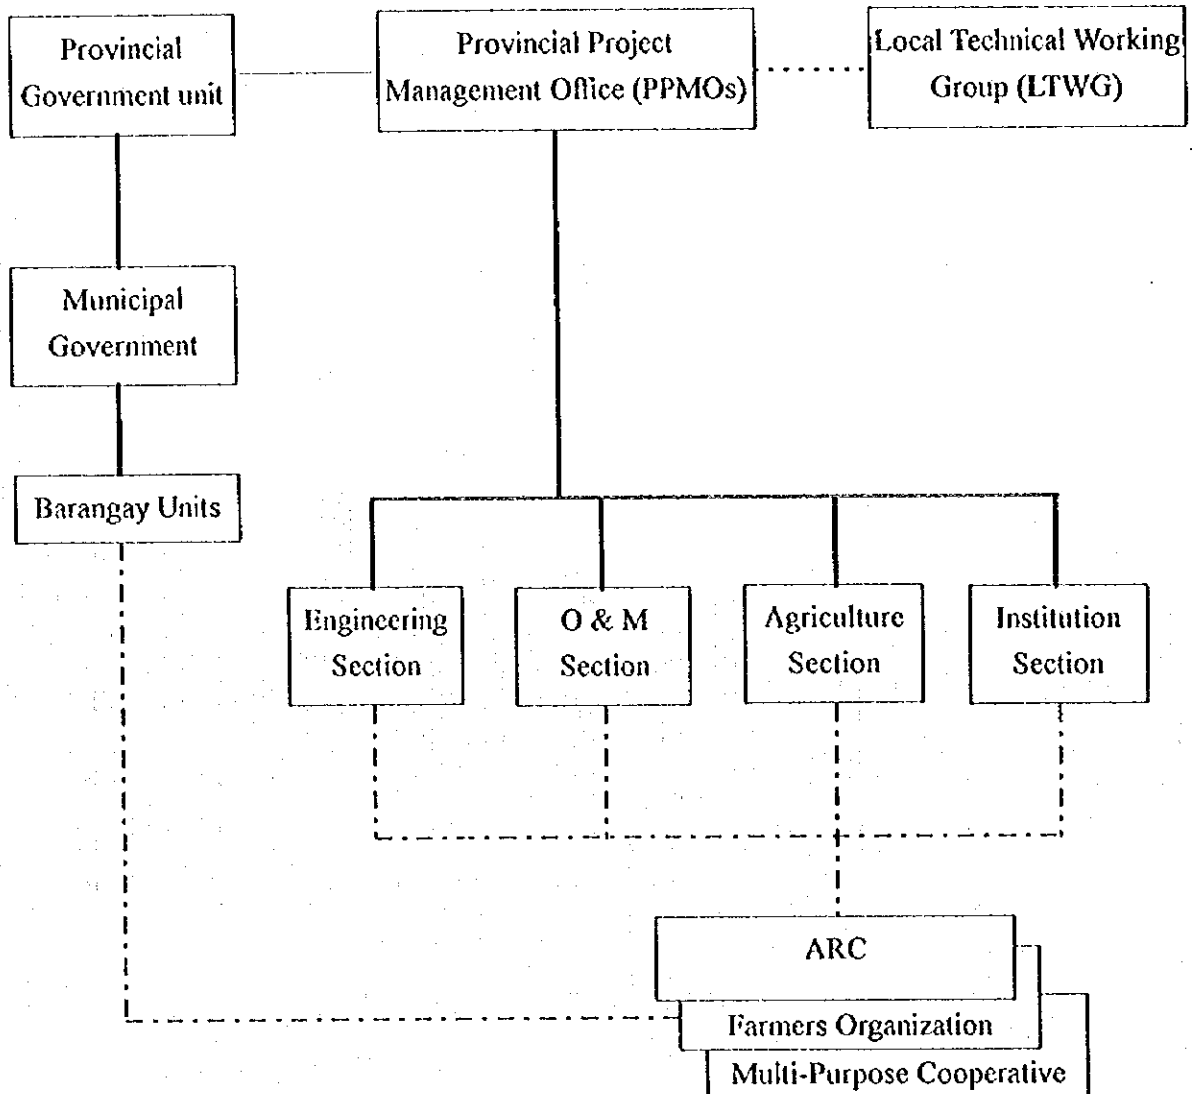 Provincial
Government unit
Provincial Project
Management Office (PPMOs)
Local Technical Working
Group (LTWG)
Municipal
Government
Barangay Units
Engineering
Section
O & M
Section
Agriculture
Section
Institution
Section
ARC
Farmers Organization
Multi-Purpose Cooperative